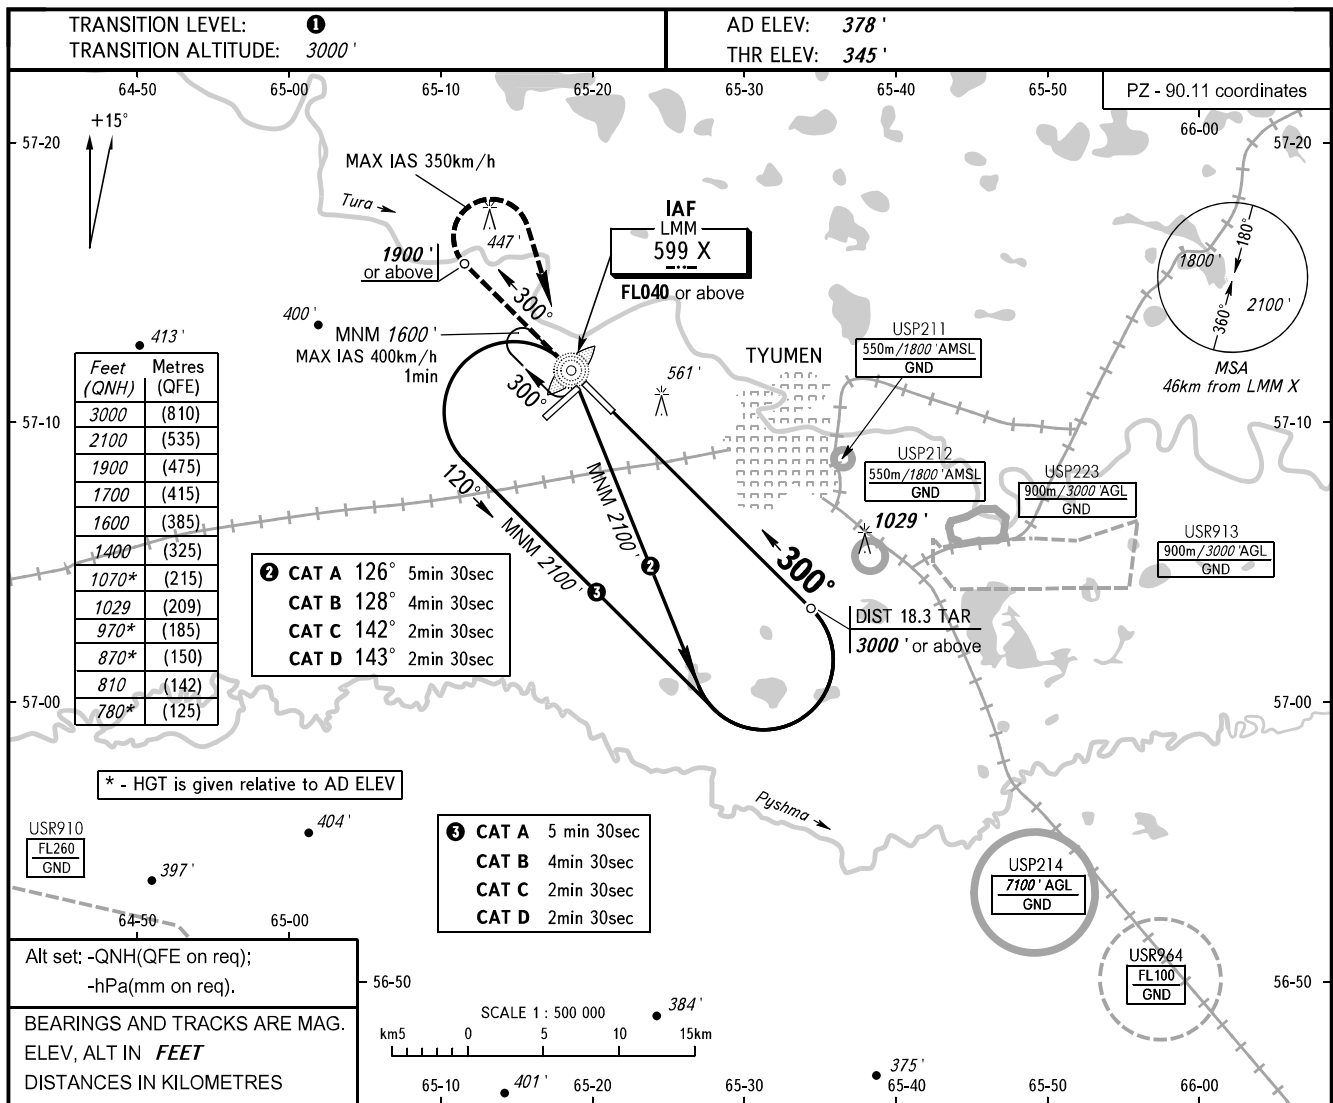 TRANSITION LEVEL: ❶
TRANSITION ALTITUDE: 3000 '
AD ELEV: 378 '
THR ELEV: 345 '
64-50 65-00 65-10 65-20 65-30 65-40 65-50
PZ - 90.11 coordinates
66-00
57-20
57-20
+15°
MAX IAS 350km/h
Tura
447 '
1900 '
or above
IAF
LMM
599 X
FL040 or above
300°
180°
1800 '
2100 '
360°
MSA
46km from LMM X
400 '
413 '
MNM 1600 '
MAX IAS 400km/h
1min
300°
561 '
TYUMEN
USP211
550m/1800 'AMSL
GND
Feet (QNH) Metres (QFE)
3000 (810)
2100 (535)
1900 (475)
1700 (415)
1600 (385)
1400 (325)
1070* (215)
1029 (209)
970* (185)
870* (150)
810 (142)
780* (125)
57-10
57-10
USP212
550m/1800 'AMSL
GND
USP223
900m/3000 'AGL
GND
1029 '
USR913
900m/3000 'AGL
GND
120°
MNM 2100 '
MNM 2100 '
❷
❸
300°
DIST 18.3 TAR
3000 ' or above
❷ CAT A 126° 5min 30sec
CAT B 128° 4min 30sec
CAT C 142° 2min 30sec
CAT D 143° 2min 30sec
57-00
57-00
* - HGT is given relative to AD ELEV
Pyshma
USR910
FL260
GND
404 '
397 '
❸ CAT A 5 min 30sec
CAT B 4min 30sec
CAT C 2min 30sec
CAT D 2min 30sec
USP214
7100 ' AGL
GND
64-50 65-00
USR964
FL100
GND
Alt set: -QNH(QFE on req);
-hPa(mm on req).
56-50
56-50
BEARINGS AND TRACKS ARE MAG.
ELEV, ALT IN FEET
DISTANCES IN KILOMETRES
SCALE 1 : 500 000
km5 0 5 10 15km
384 '
375 '
401 '
65-10 65-20 65-30 65-40 65-50 66-00